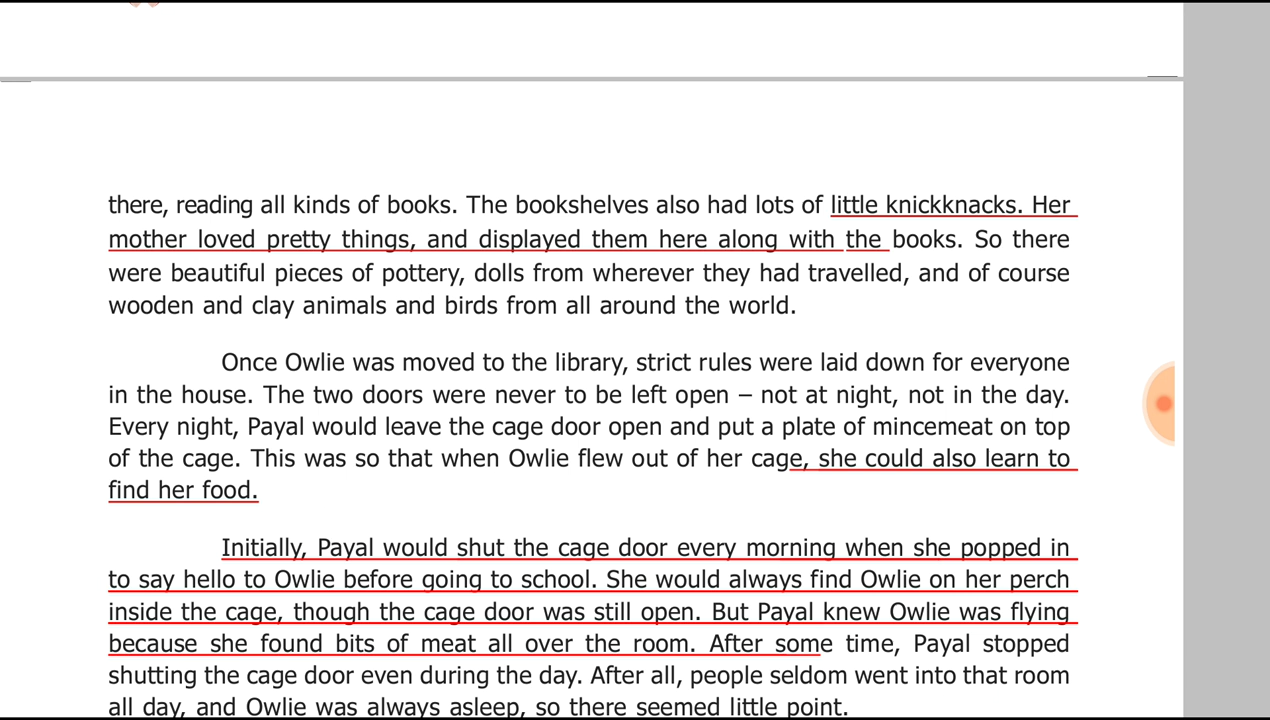 there, reading all kinds of books. The bookshelves also had lots of little knickknacks. Her
mother loved pretty things, and displayed them here along with the books. So there
were beautiful pieces of pottery, dolls from wherever they had travelled, and of course
wooden and clay animals and birds from all around the world.
Once Owlie was moved to the library, strict rules were laid down for everyone
in the house. The two doors were never to be left open – not at night, not in the day.
Every night, Payal would leave the cage door open and put a plate of mincemeat on top
of the cage. This was so that when Owlie flew out of her cage, she could also learn to
find her food.
Initially, Payal would shut the cage door every morning when she popped in
to say hello to Owlie before going to school. She would always find Owlie on her perch
inside the cage, though the cage door was still open. But Payal knew Owlie was flying
because she found bits of meat all over the room. After some time, Payal stopped
shutting the cage door even during the day. After all, people seldom went into that room
all day, and Owlie was always asleep, so there seemed little point.